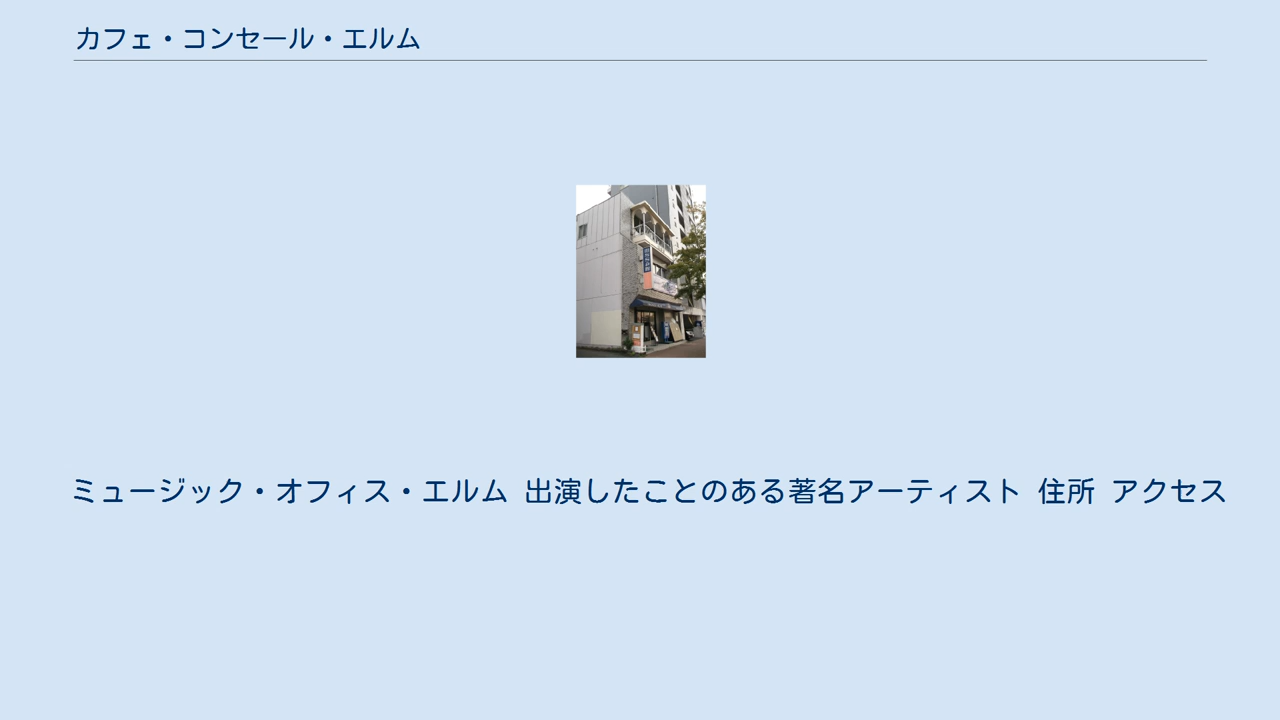 カフェ・コンセール・エルム
ミュージック・オフィス・エルム 出演したことのある著名アーティスト 住所 アクセス